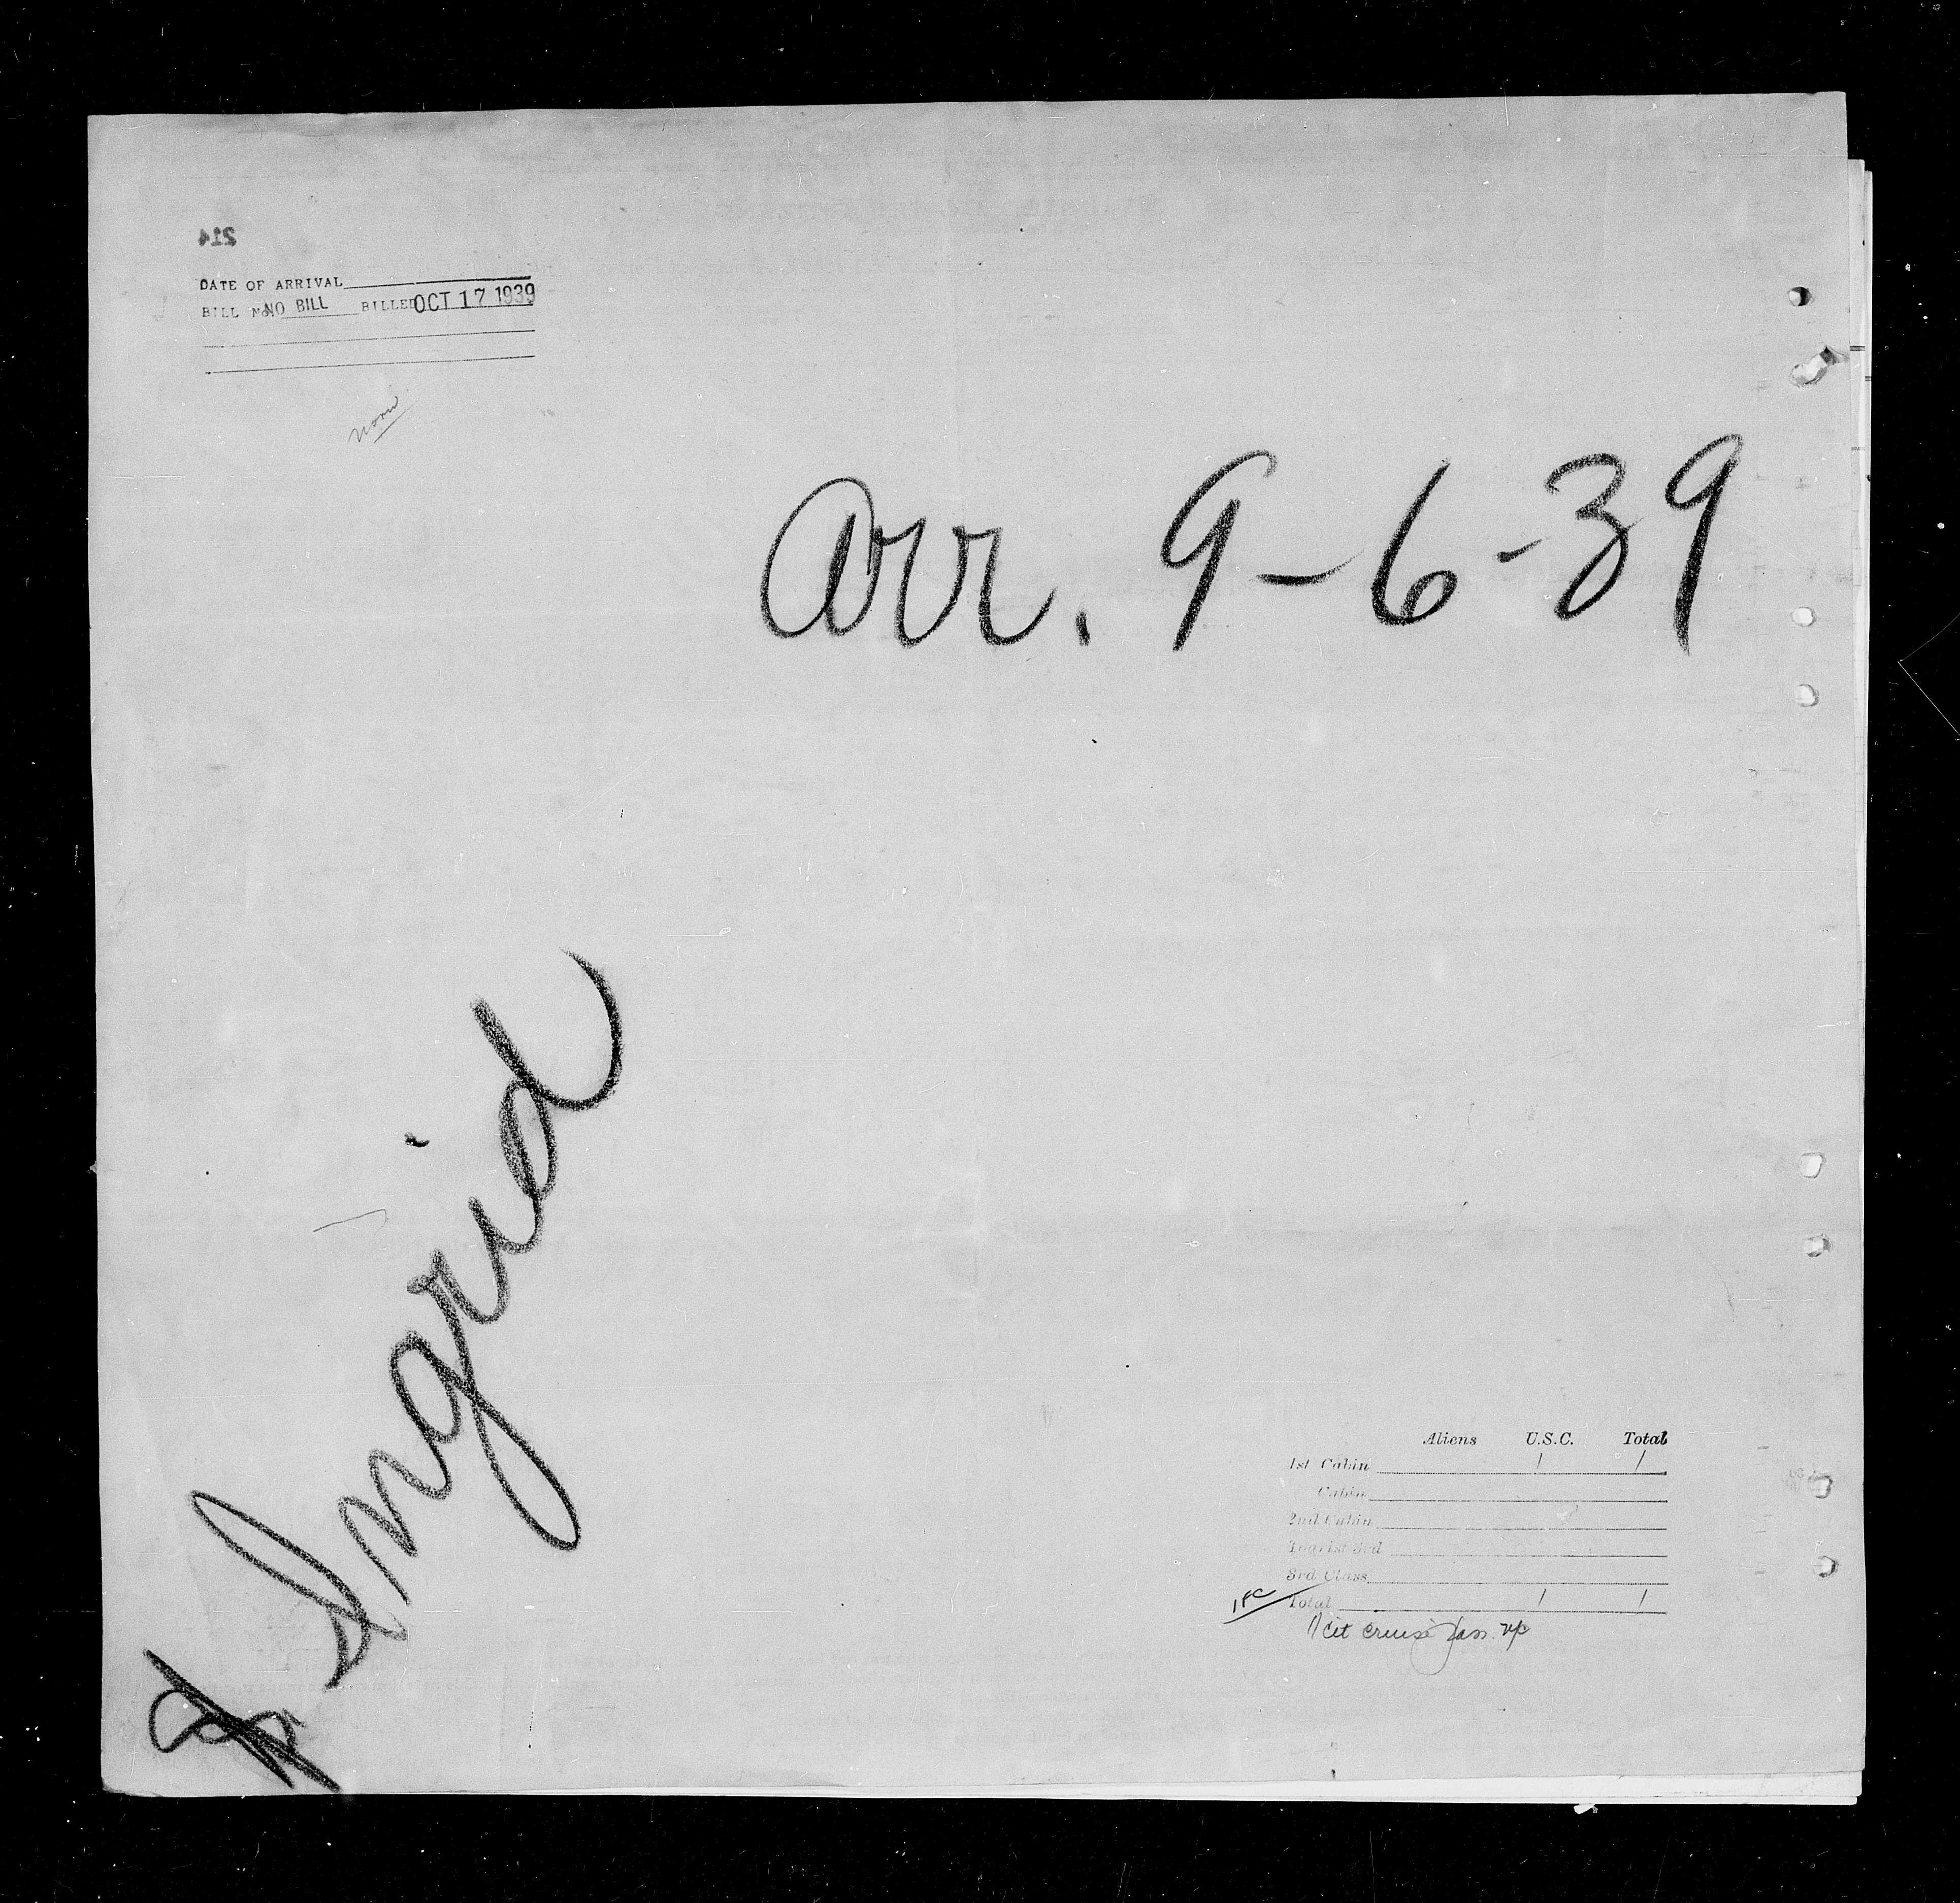 214
DATE OF ARRIVAL
BILL No. NO BILL BILLED OCT 17 1939
noon
arr. 9-6-39
Ingrid
Aliens U.S.C. Total
1st Cabin 1 1
Cabin
2nd Cabin
Tourist 3rd
3rd Class
Total 1 1
1 cit cruise pass.